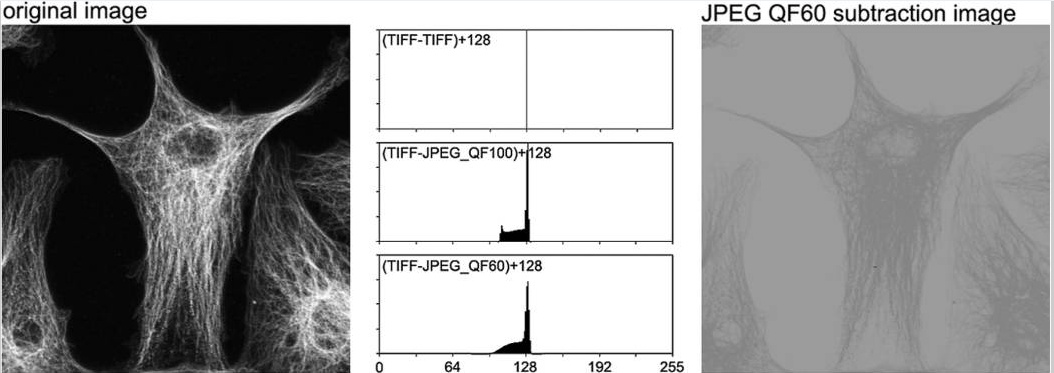 original image
(TIFF-TIFF)+128
(TIFF-JPEG_QF100)+128
(TIFF-JPEG_QF60)+128
0 64 128 192 255
JPEG QF60 subtraction image